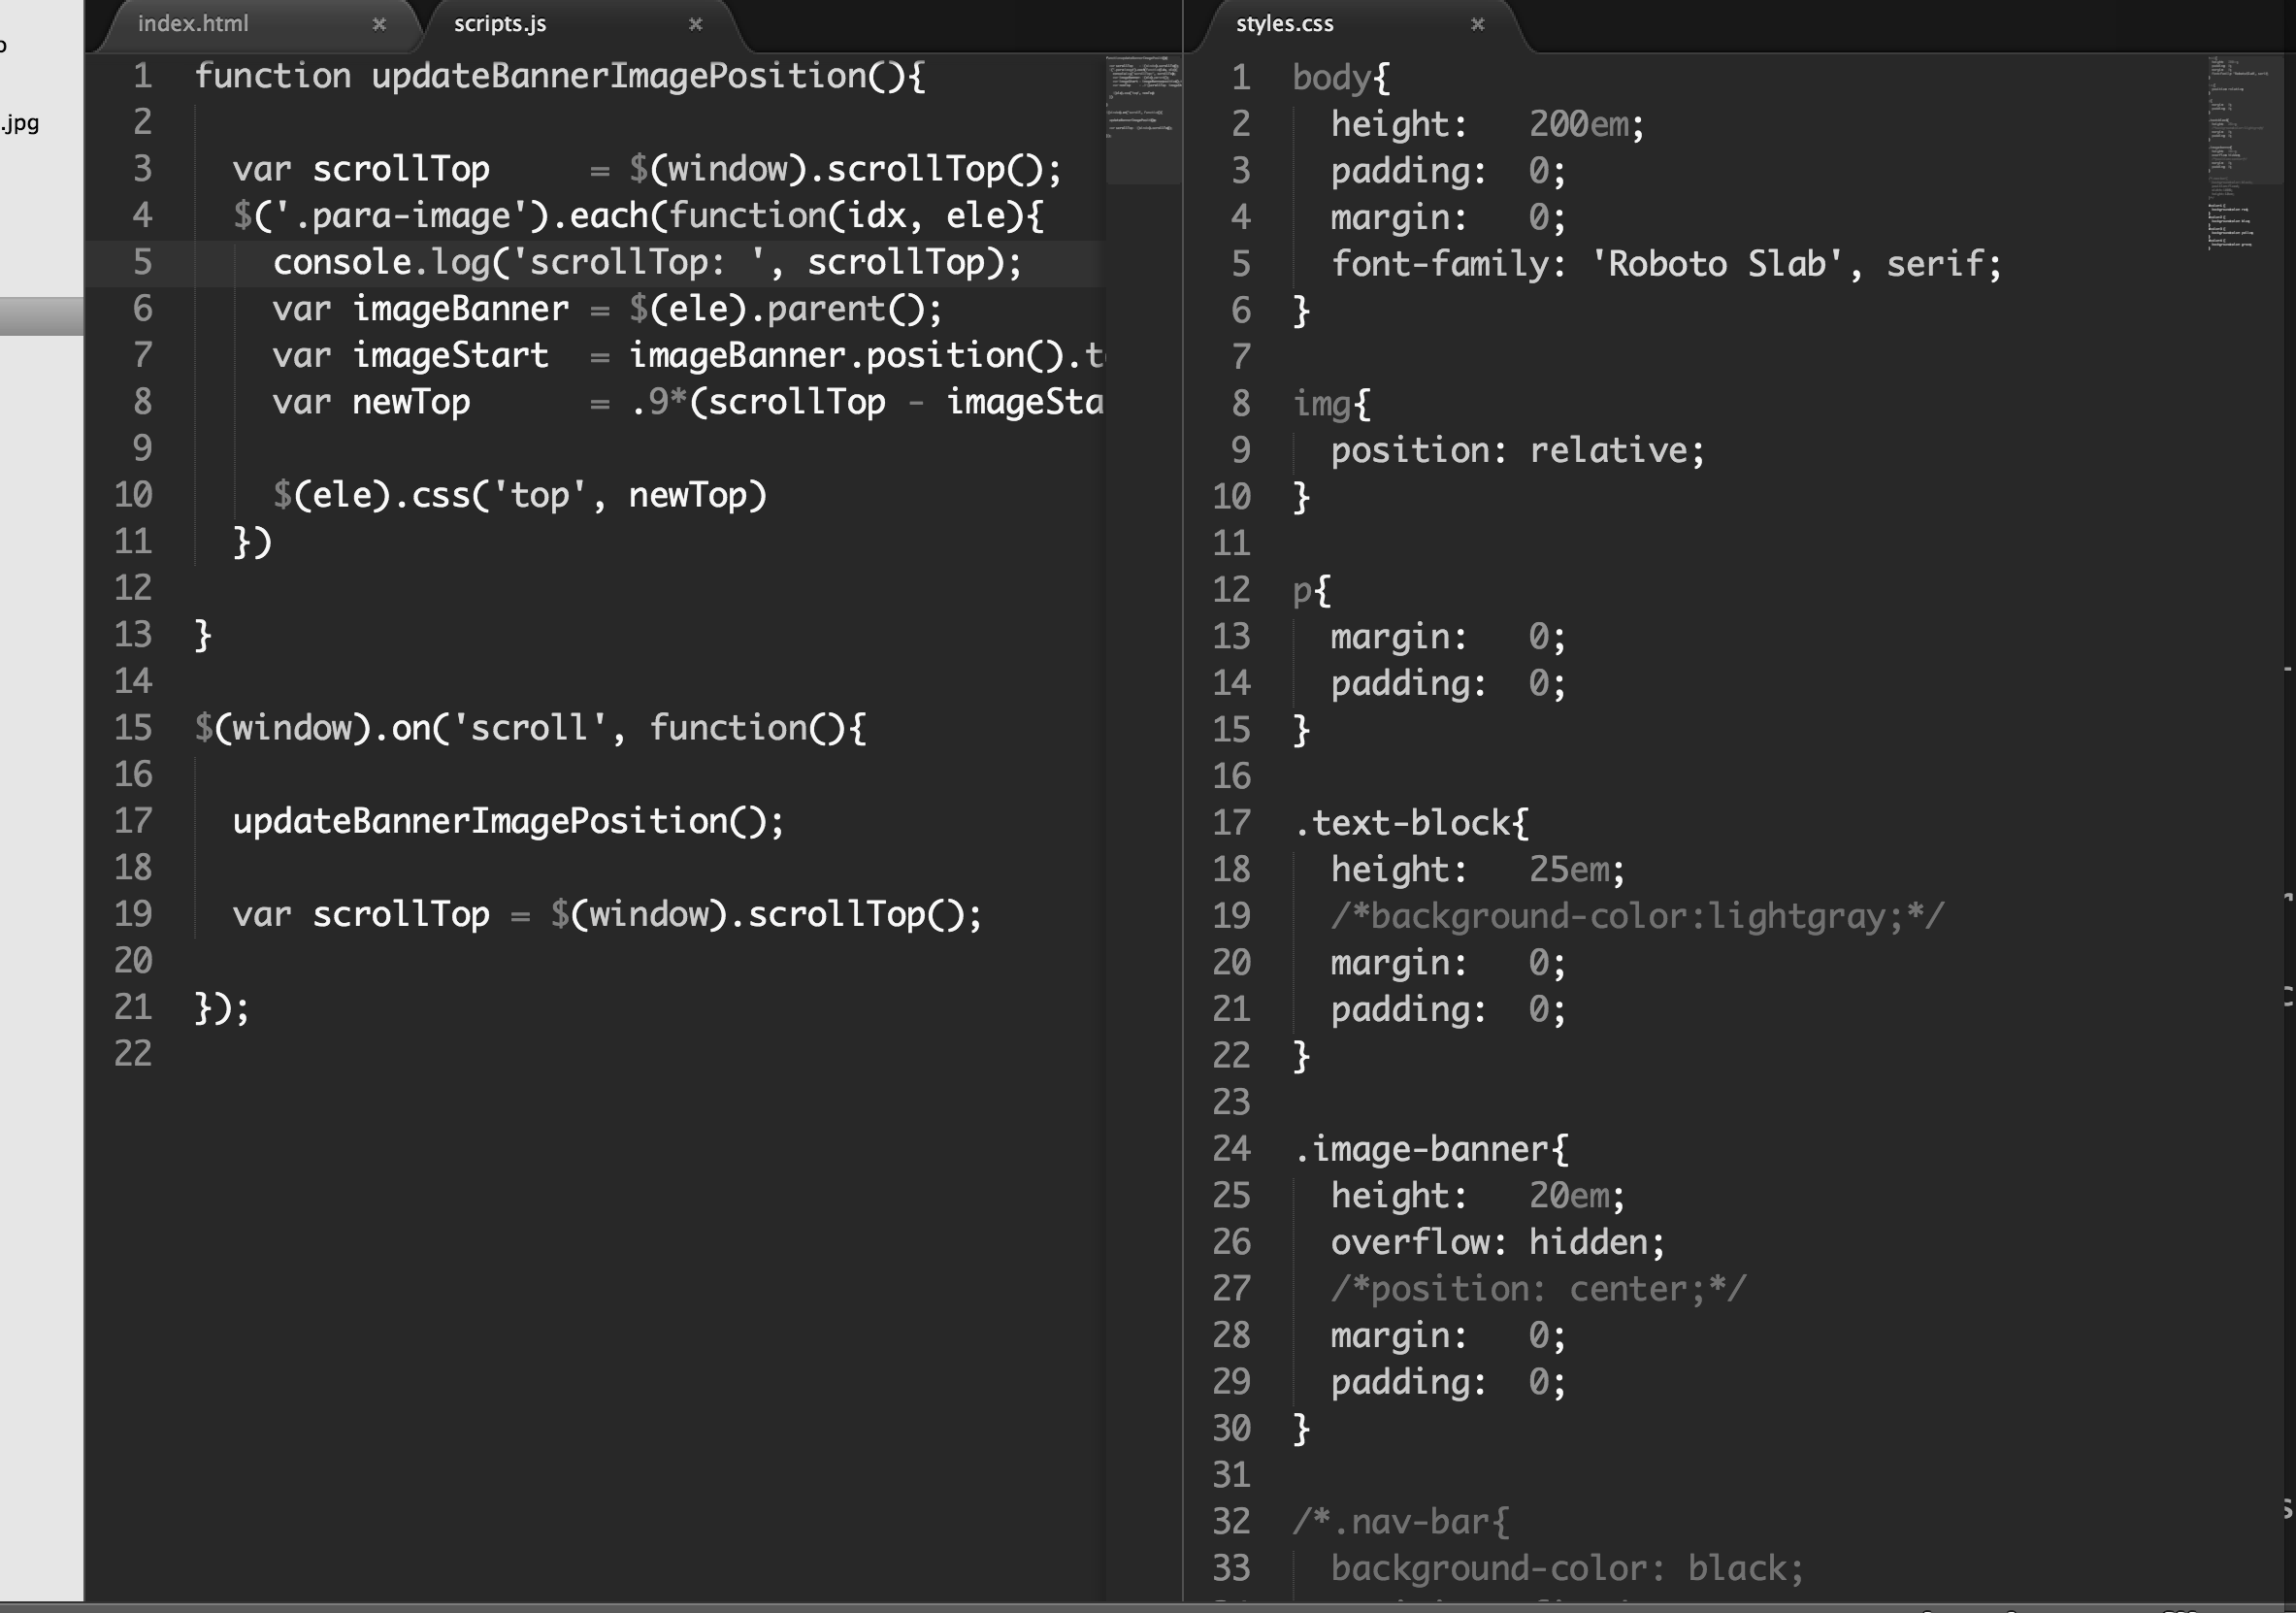 .jpg
index.html
scripts.js
1 function updateBannerImagePosition(){
2
3 var scrollTop = $(window).scrollTop();
4 $('.para-image').each(function(idx, ele){
5 console.log('scrollTop: ', scrollTop);
6 var imageBanner = $(ele).parent();
7 var imageStart = imageBanner.position().t
8 var newTop = .9*(scrollTop - imageSta
9
10 $(ele).css('top', newTop)
11 })
12
13 }
14
15 $(window).on('scroll', function(){
16
17 updateBannerImagePosition();
18
19 var scrollTop = $(window).scrollTop();
20
21 });
22
styles.css
1 body{
2 height: 200em;
3 padding: 0;
4 margin: 0;
5 font-family: 'Roboto Slab', serif;
6 }
7
8 img{
9 position: relative;
10 }
11
12 p{
13 margin: 0;
14 padding: 0;
15 }
16
17 .text-block{
18 height: 25em;
19 /*background-color:lightgray;*/
20 margin: 0;
21 padding: 0;
22 }
23
24 .image-banner{
25 height: 20em;
26 overflow: hidden;
27 /*position: center;*/
28 margin: 0;
29 padding: 0;
30 }
31
32 /*.nav-bar{
33 background-color: black;